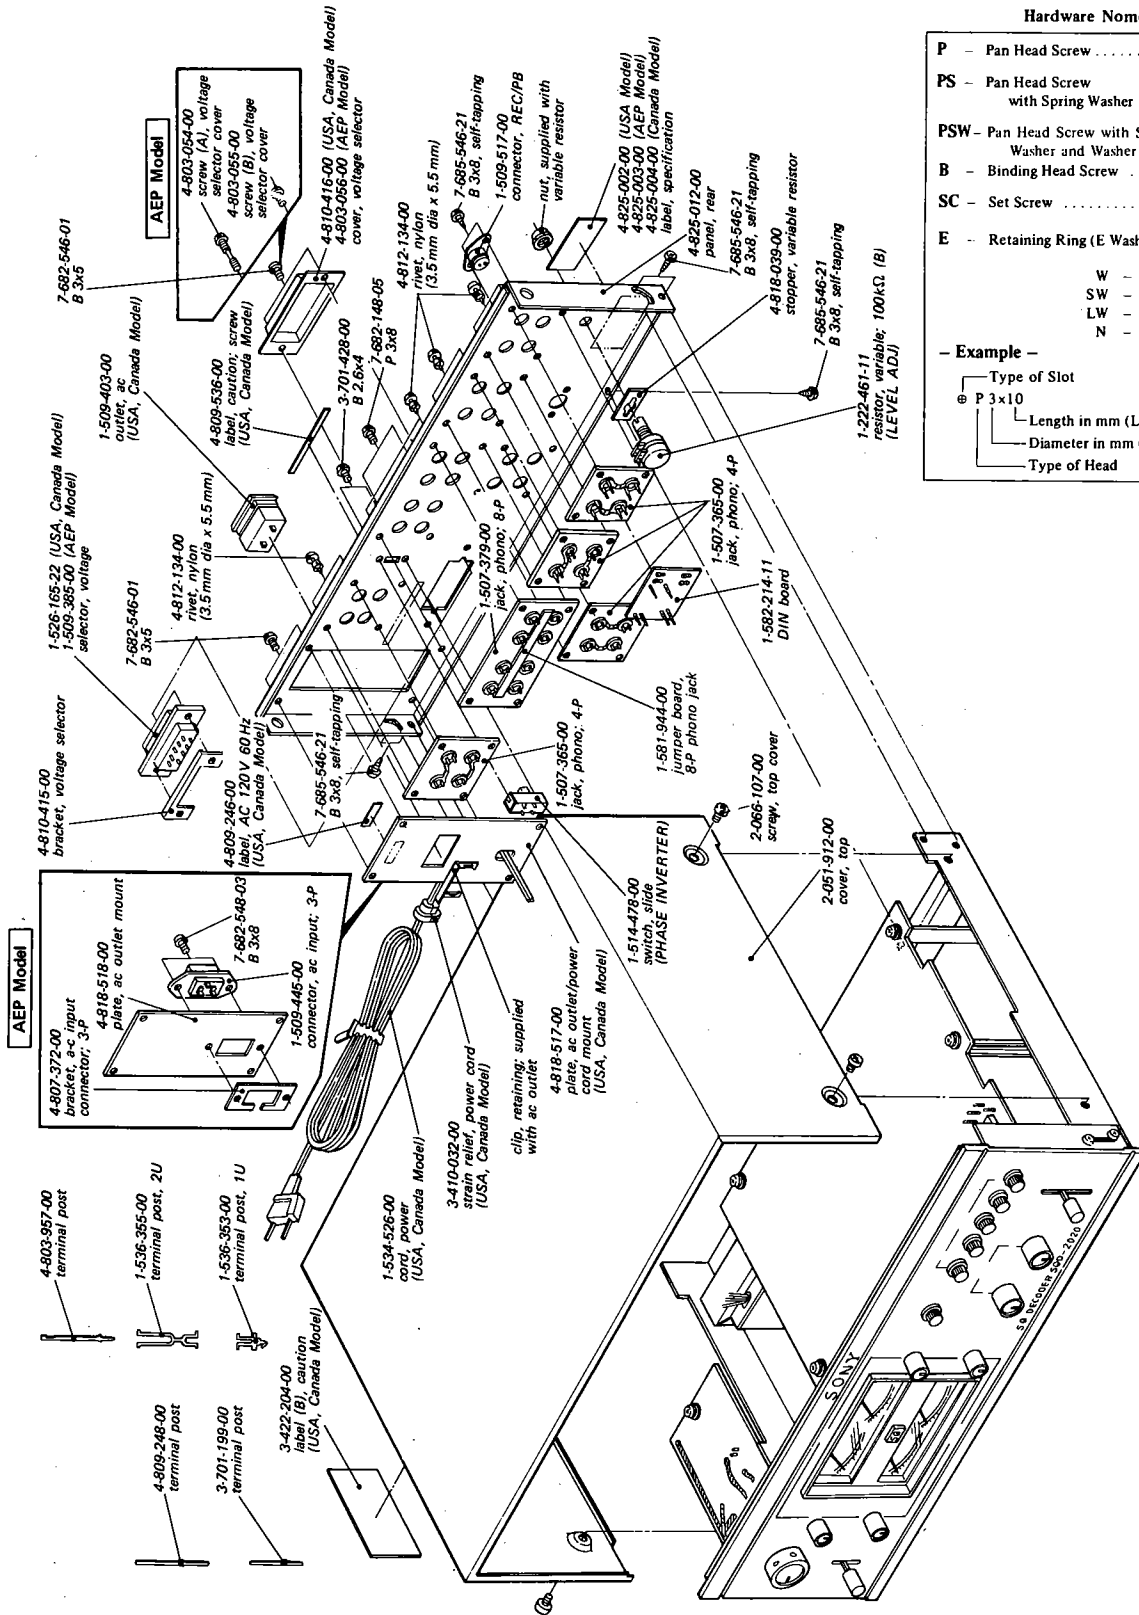 Hardware
P – Pan Head Screw . . . . . .
PS – Pan Head Screw
with Spring Washer
PSW – Pan Head Screw with
Washer and Washer
B – Binding Head Screw .
SC – Set Screw . . . . . . . . .
E – Retaining Ring (E
W –
SW –
LW –
N –
– Example –
Type of Slot
⊕ P 3×10
Length in mm
Diameter in mm
Type of Head
AEP Model
4-803-054-00
screw (A), voltage
selector cover
4-803-055-00
screw (B), voltage
selector cover
7-682-546-01
B 3x5
4-810-416-00 (USA, Canada Model)
4-803-056-00 (AEP Model)
cover, voltage selector
1-509-403-00
outlet, ac
(USA, Canada Model)
4-809-536-00
label, caution; screw
(USA, Canada Model)
3-701-428-00
B 2.6x4
7-682-148-05
P 3x8
4-812-134-00
rivet, nylon
(3.5 mm dia x 5.5 mm)
7-685-546-21
B 3x8, self-tapping
1-509-517-00
connector, REC/PB
nut, supplied with
variable resistor
4-825-002-00 (USA Model)
4-825-003-00 (AEP Model)
4-825-004-00 (Canada Model)
label, specification
4-825-012-00
panel, rear
7-685-546-21
B 3x8, self-tapping
4-818-039-00
stopper, variable resistor
7-685-546-21
B 3x8, self-tapping
1-222-461-11
resistor, variable; 100kΩ (B)
(LEVEL ADJ)
1-526-165-22 (USA, Canada Model)
1-509-385-00 (AEP Model)
selector, voltage
7-682-546-01
B 3x5
4-812-134-00
rivet, nylon
(3.5 mm dia x 5.5 mm)
4-810-415-00
bracket, voltage selector
4-809-246-00
label, AC 120V 60 Hz
(USA, Canada Model)
7-685-546-21
B 3x8, self-tapping
1-507-379-00
jack, phono; 8-P
1-507-365-00
jack, phono; 4-P
1-582-214-11
DIN board
1-581-944-00
jumper board,
8-P phono jack
1-507-365-00
jack, phono; 4-P
2-066-107-00
screw, top cover
2-051-912-00
cover, top
1-514-478-00
switch, slide
(PHASE INVERTER)
4-818-517-00
plate, ac outlet/power
cord mount
(USA, Canada Model)
clip, retaining; supplied
with ac outlet
3-410-032-00
strain relief, power cord
(USA, Canada Model)
1-534-526-00
cord, power
(USA, Canada Model)
AEP Model
4-807-372-00
bracket, a-c input
connector; 3-P
4-818-518-00
plate, ac outlet mount
7-682-548-03
B 3x8
1-509-445-00
connector, ac input; 3-P
4-803-957-00
terminal post
1-536-355-00
terminal post, 2U
1-536-353-00
terminal post, 1U
4-809-248-00
terminal post
3-701-199-00
terminal post
3-422-204-00
label (B), caution
(USA, Canada Model)
SONY
SQ DECODER SQD-2020